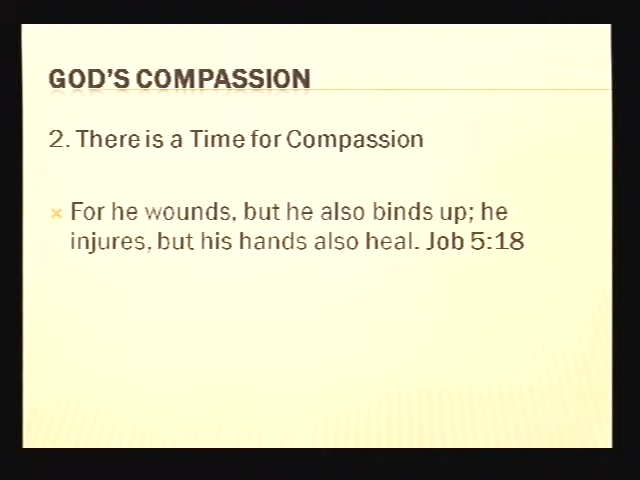 GOD'S COMPASSION
2. There is a Time for Compassion
For he wounds, but he also binds up; he
injures, but his hands also heal. Job 5:18